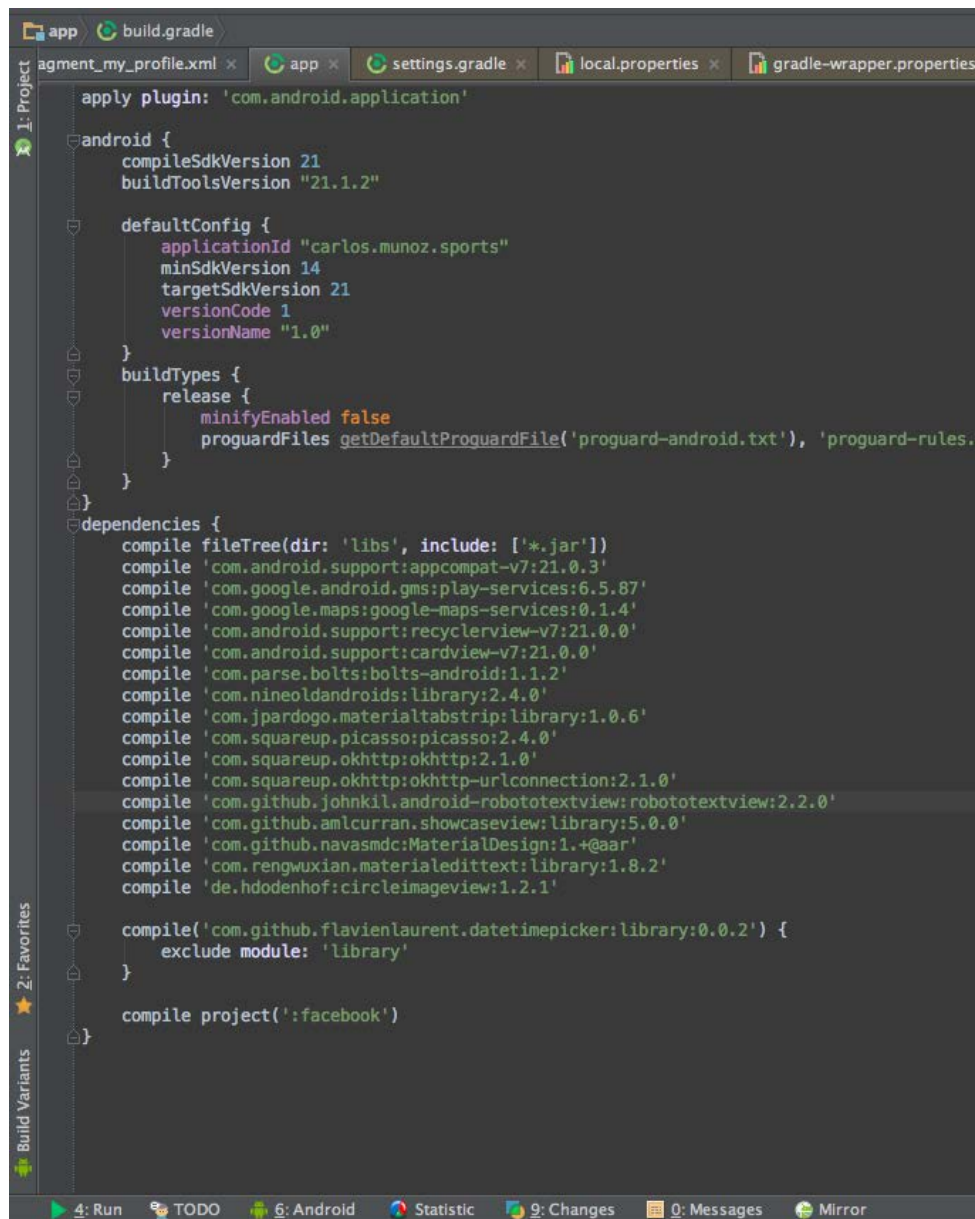 app build.gradle
agment_my_profile.xml app settings.gradle local.properties gradle-wrapper.properties
1: Project
apply plugin: 'com.android.application'
android {
compileSdkVersion 21
buildToolsVersion "21.1.2"
defaultConfig {
applicationId "carlos.munoz.sports"
minSdkVersion 14
targetSdkVersion 21
versionCode 1
versionName "1.0"
}
buildTypes {
release {
minifyEnabled false
proguardFiles getDefaultProguardFile('proguard-android.txt'), 'proguard-rules.
}
}
}
dependencies {
compile fileTree(dir: 'libs', include: ['*.jar'])
compile 'com.android.support:appcompat-v7:21.0.3'
compile 'com.google.android.gms:play-services:6.5.87'
compile 'com.google.maps:google-maps-services:0.1.4'
compile 'com.android.support:recyclerview-v7:21.0.0'
compile 'com.android.support:cardview-v7:21.0.0'
compile 'com.parse.bolts:bolts-android:1.1.2'
compile 'com.nineoldandroids:library:2.4.0'
compile 'com.jpardogo.materialtabstrip:library:1.0.6'
compile 'com.squareup.picasso:picasso:2.4.0'
compile 'com.squareup.okhttp:okhttp:2.1.0'
compile 'com.squareup.okhttp:okhttp-urlconnection:2.1.0'
compile 'com.github.johnkil.android-robototextview:robototextview:2.2.0'
compile 'com.github.amlcurran.showcaseview:library:5.0.0'
compile 'com.github.navasmdc:MaterialDesign:1.+@aar'
compile 'com.rengwuxian.materialedittext:library:1.8.2'
compile 'de.hdodenhof:circleimageview:1.2.1'
compile('com.github.flavienlaurent.datetimepicker:library:0.0.2') {
exclude module: 'library'
}
compile project(':facebook')
}
2: Favorites
Build Variants
4: Run TODO 6: Android Statistic 9: Changes 0: Messages Mirror